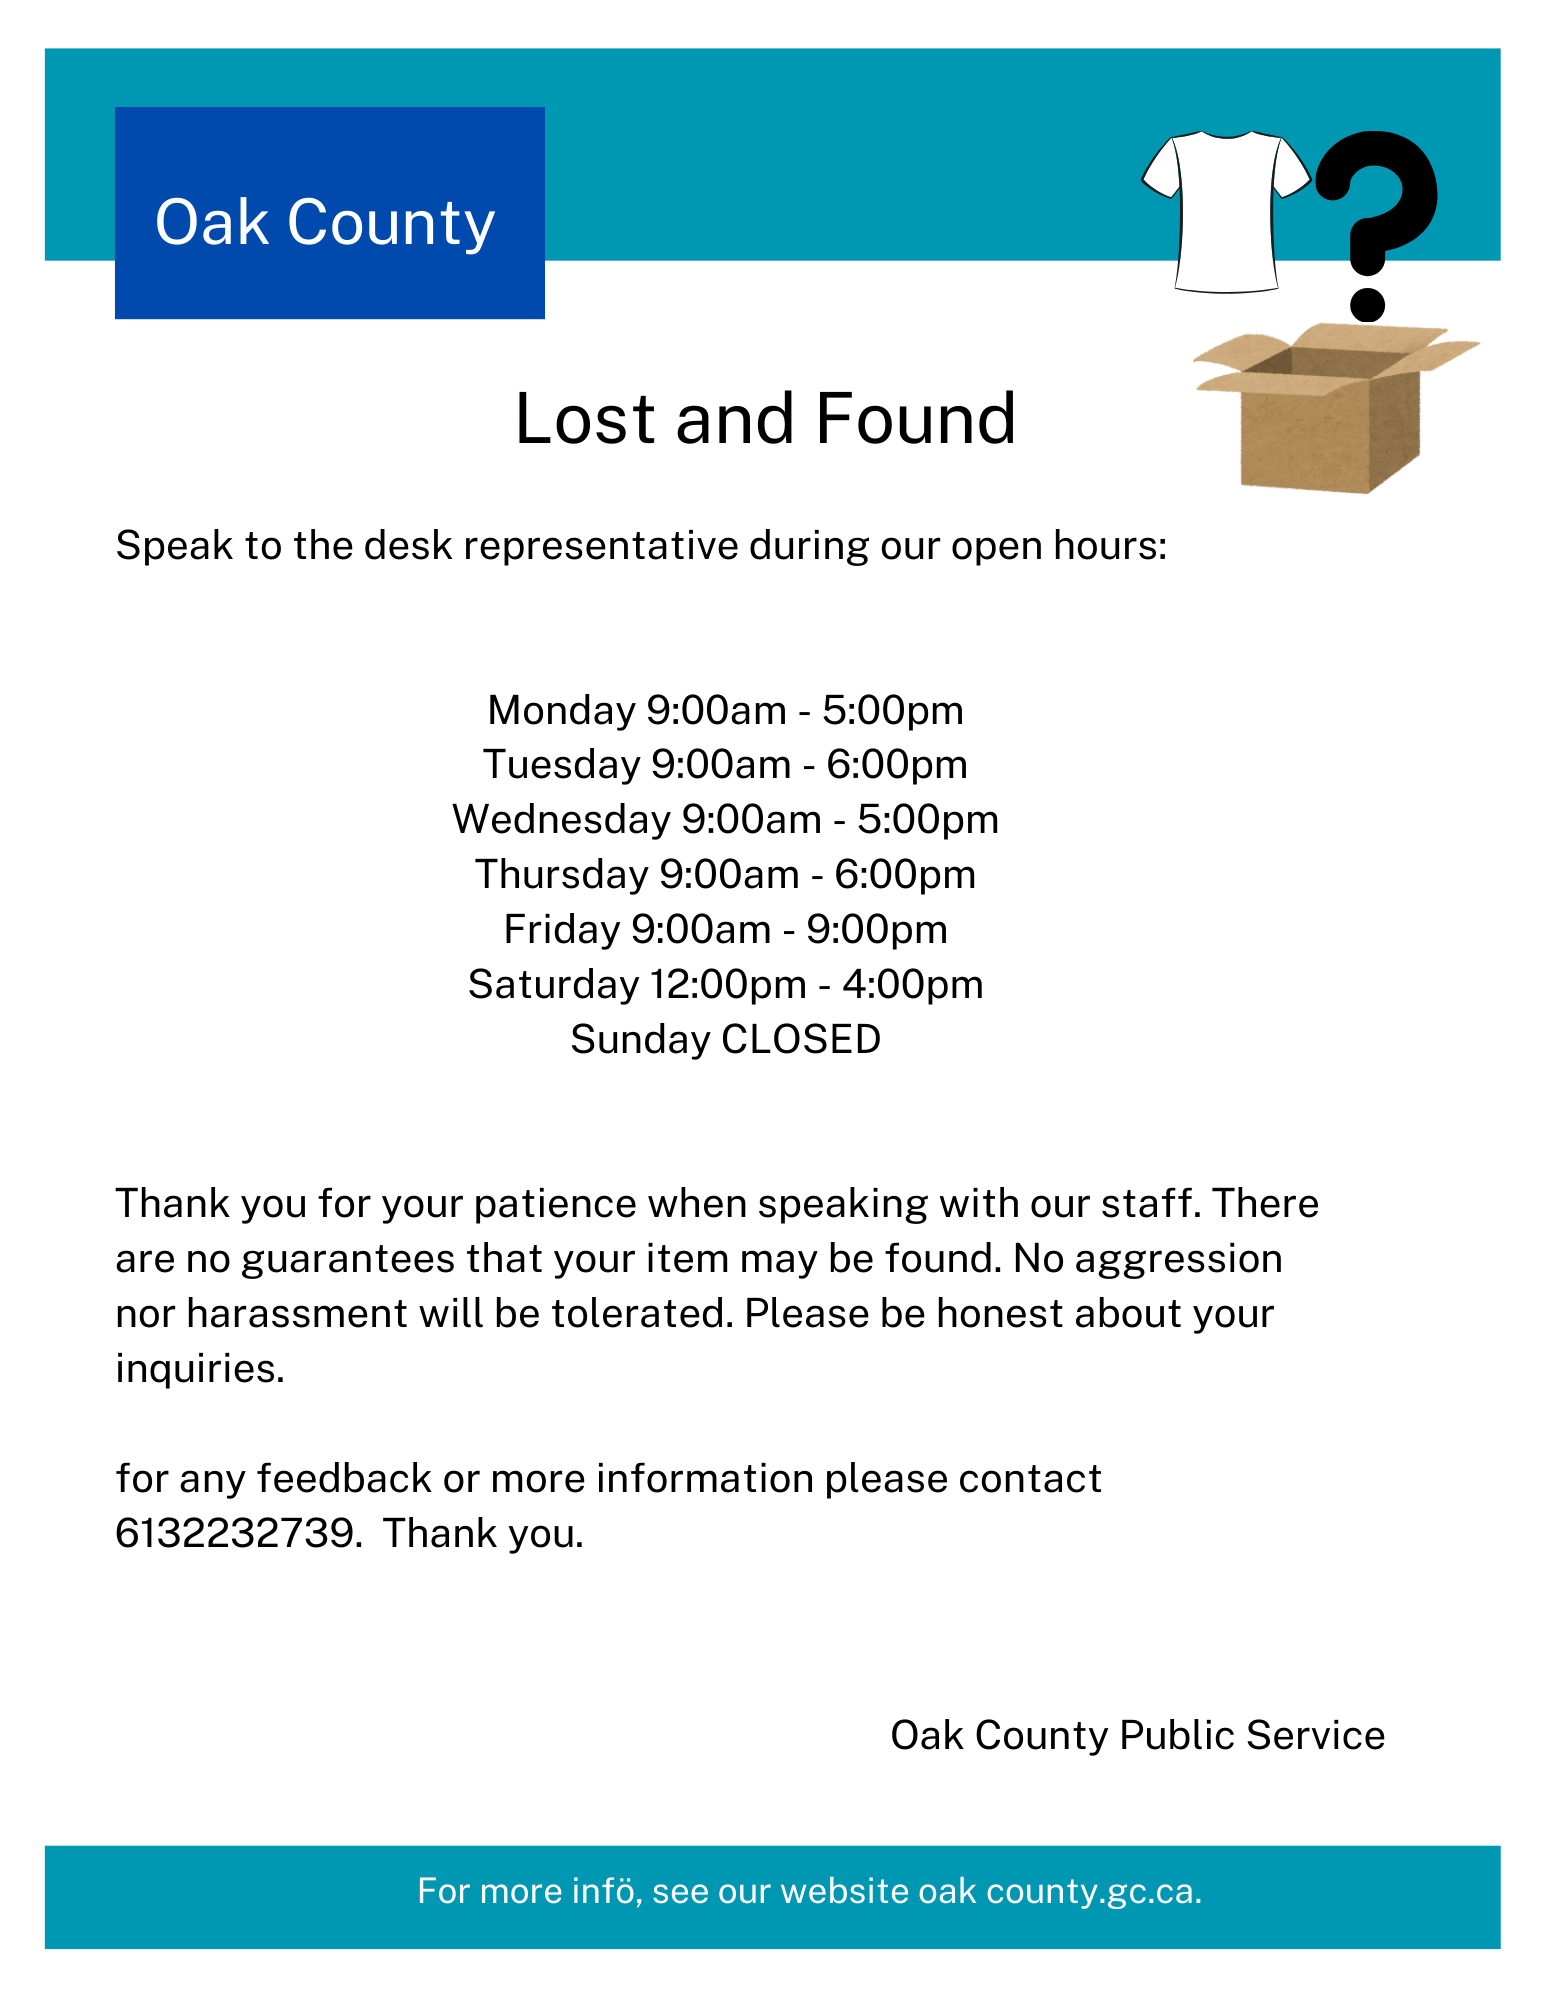 Oak County
Lost and Found
Speak to the desk representative during our open hours:
Monday 9:00am - 5:00pm
Tuesday 9:00am - 6:00pm
Wednesday 9:00am - 5:00pm
Thursday 9:00am - 6:00pm
Friday 9:00am - 9:00pm
Saturday 12:00pm - 4:00pm
Sunday CLOSED
Thank you for your patience when speaking with our staff. There
are no guarantees that your item may be found. No aggression
nor harassment will be tolerated. Please be honest about your
inquiries.
for any feedback or more information please contact
6132232739.  Thank you.
Oak County Public Service
For more infö, see our website oak county.gc.ca.